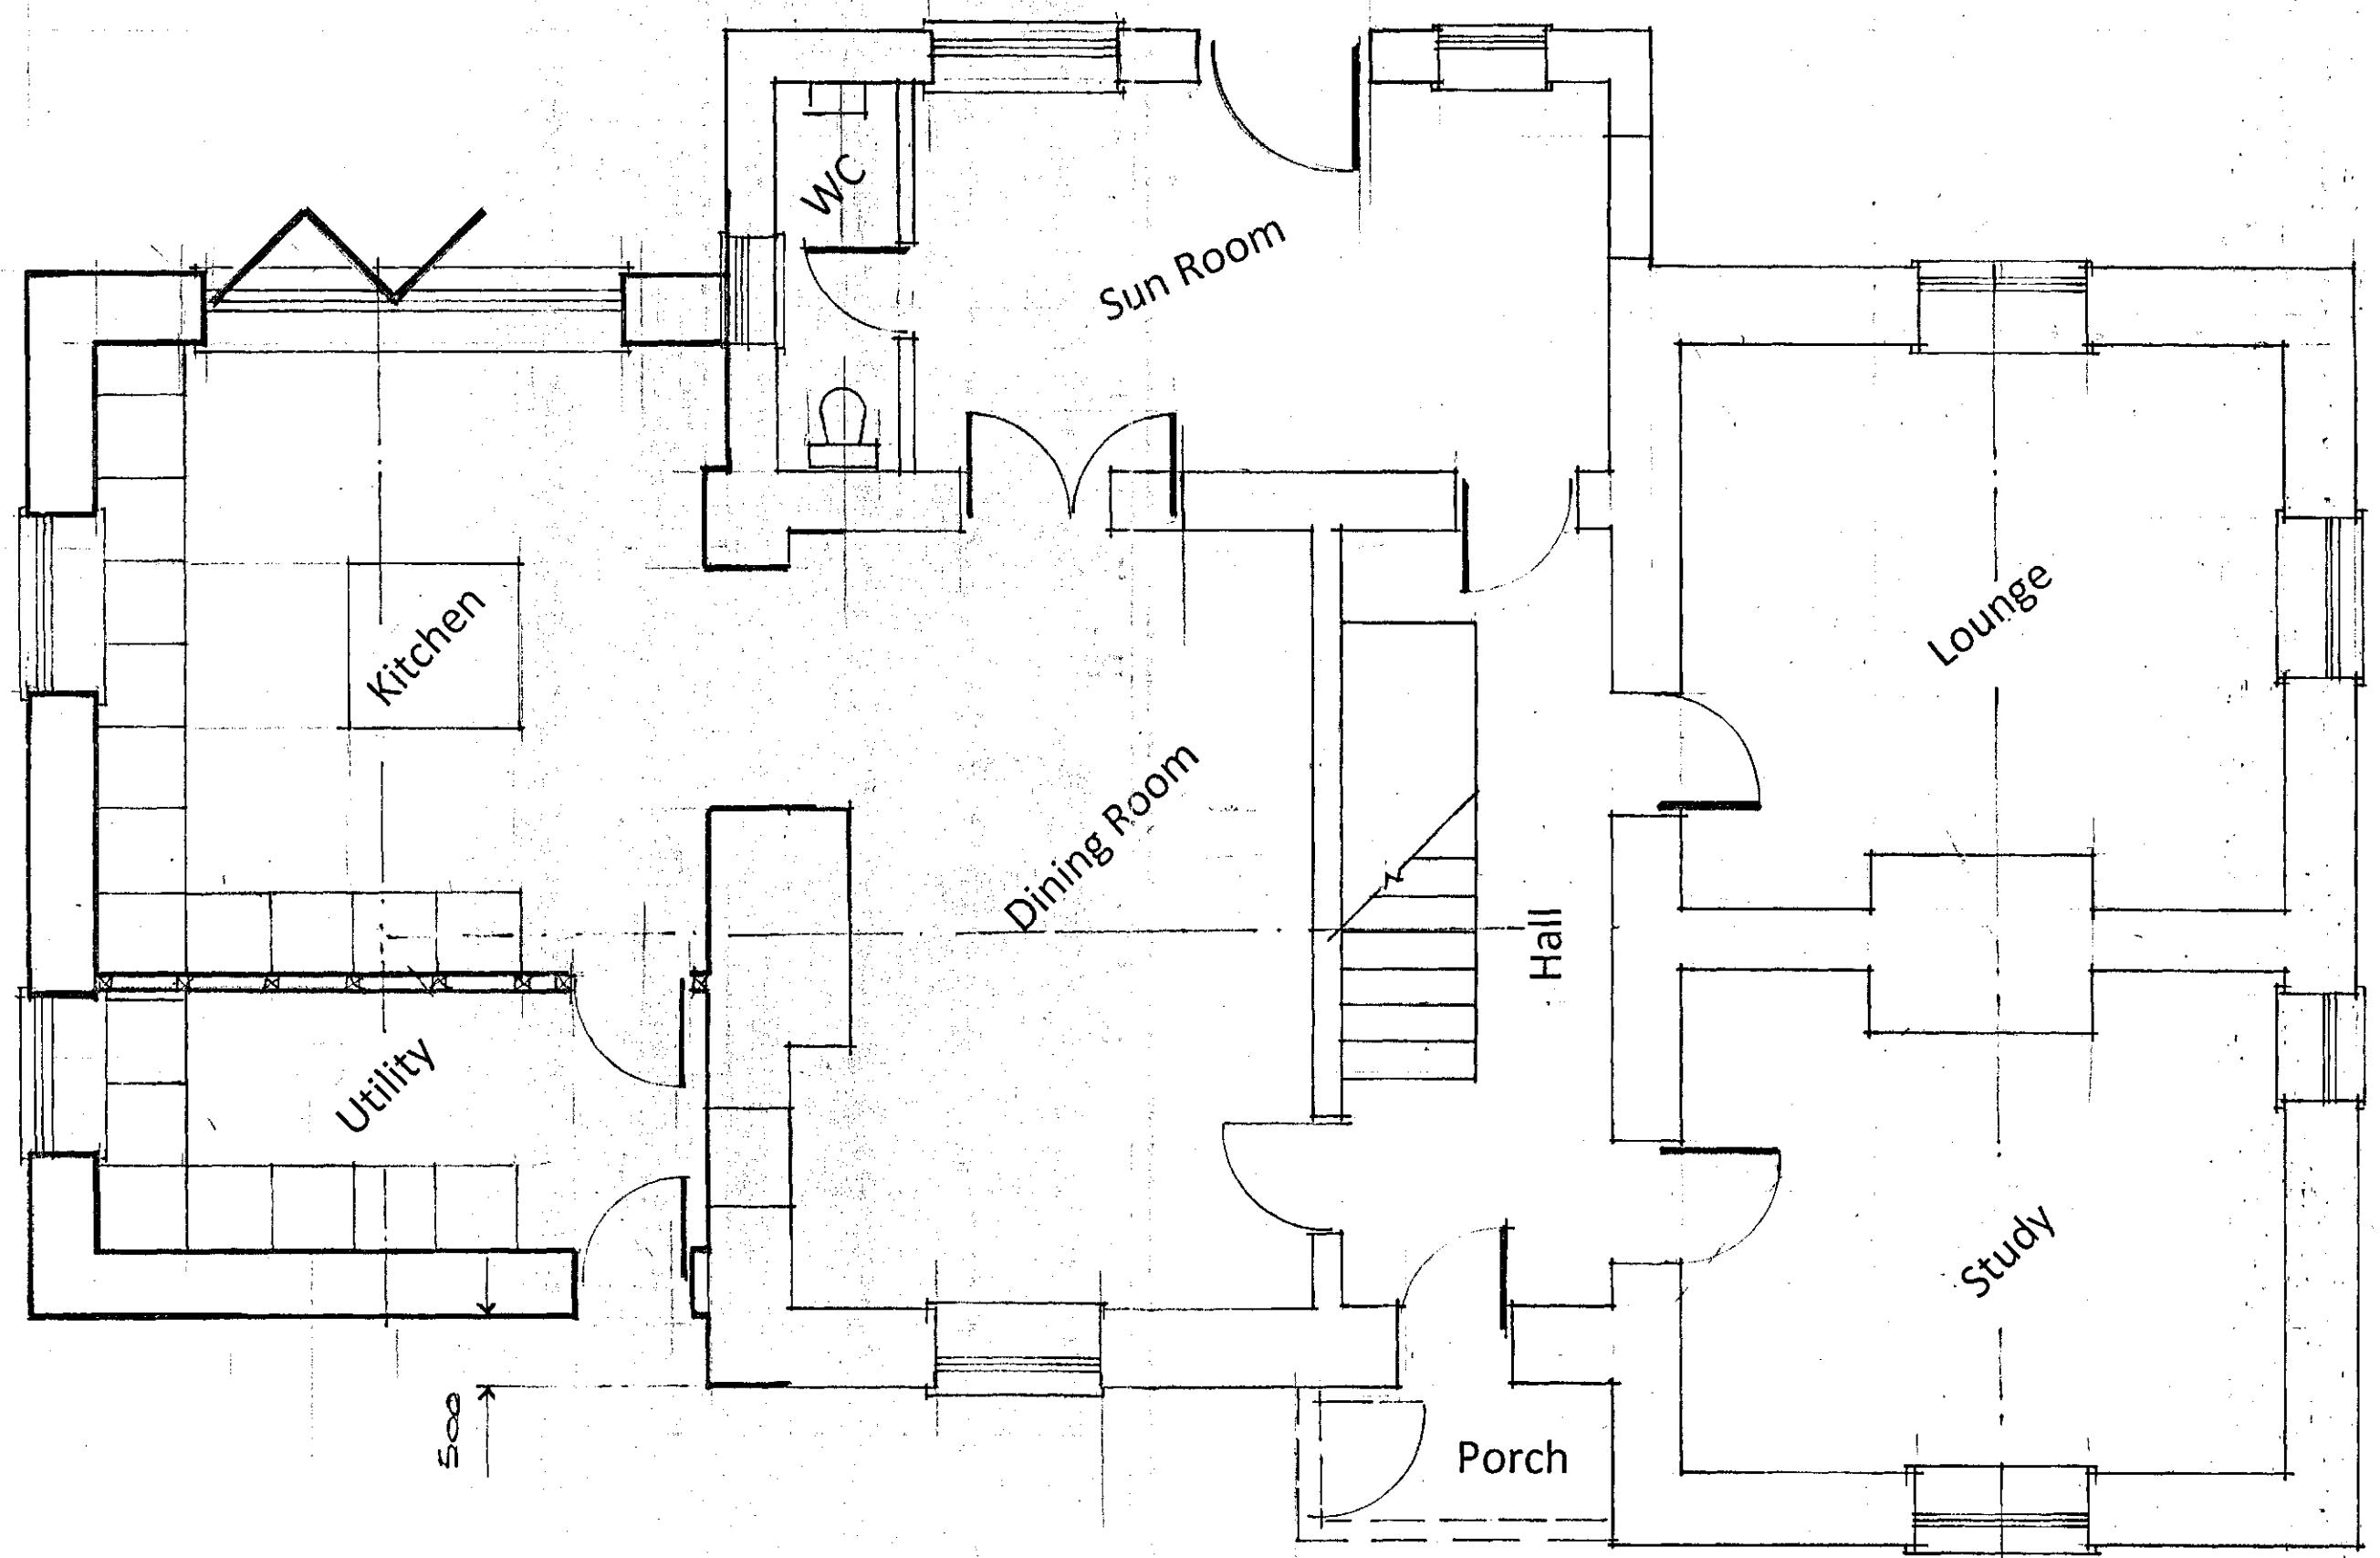 WC
Sun Room
Kitchen
Lounge
Dining Room
Hall
Utility
Study
500
Porch